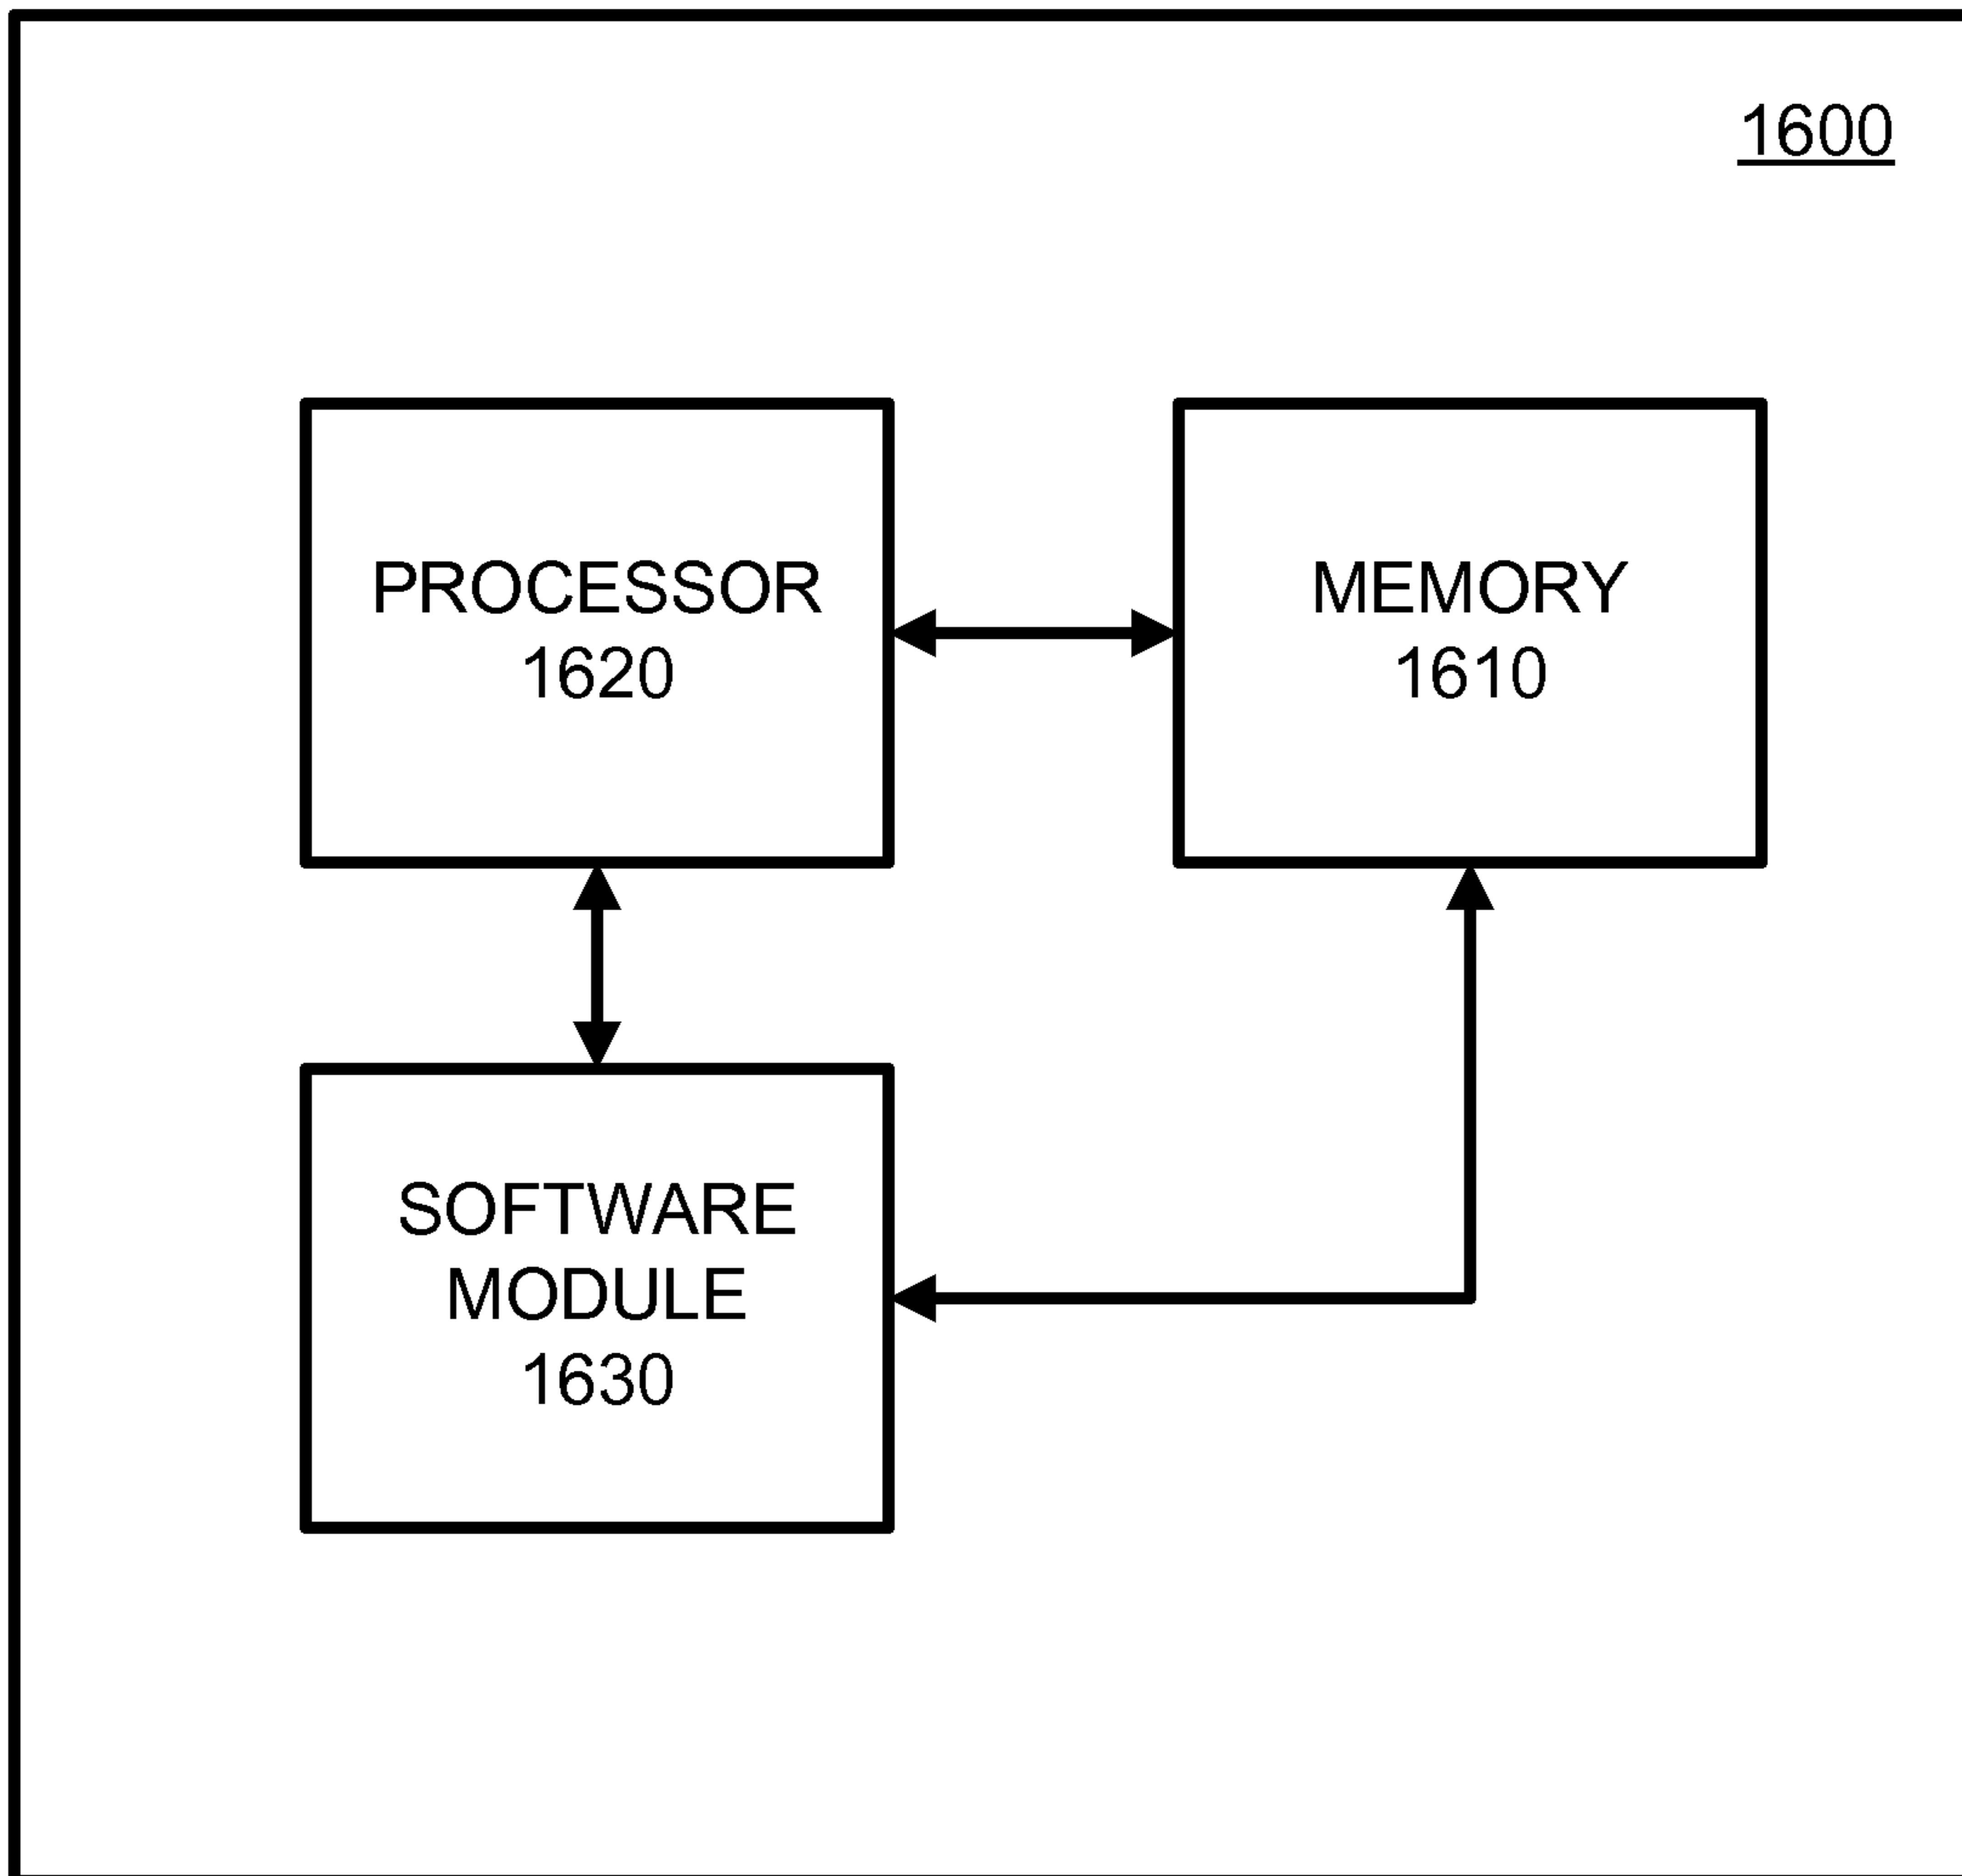 1600
PROCESSOR
1620
MEMORY
1610
SOFTWARE
MODULE
1630